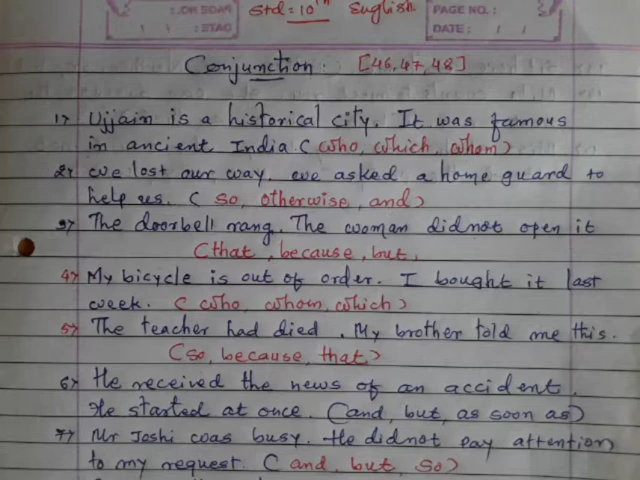 Std:-10th English
PAGE NO.:
DATE: / /
Conjunction. [46,47,48]
1> Ujjain is a historical city. It was famous
in ancient India. (who, which, whom)
2> we lost our way. we asked a home guard to
help us. ( so, otherwise, and)
3> The doorbell rang. The woman didnot open it
(that, because, but,
4> My bicycle is out of order. I bought it last
week. ( who, whom, which)
5> The teacher had died. My brother told me this.
(so, because, that)
6> He received the news of an accident.
He started at once. (and, but, as soon as)
7> Mr Joshi was busy. He didnot pay attention
to my request. ( and, but, so)